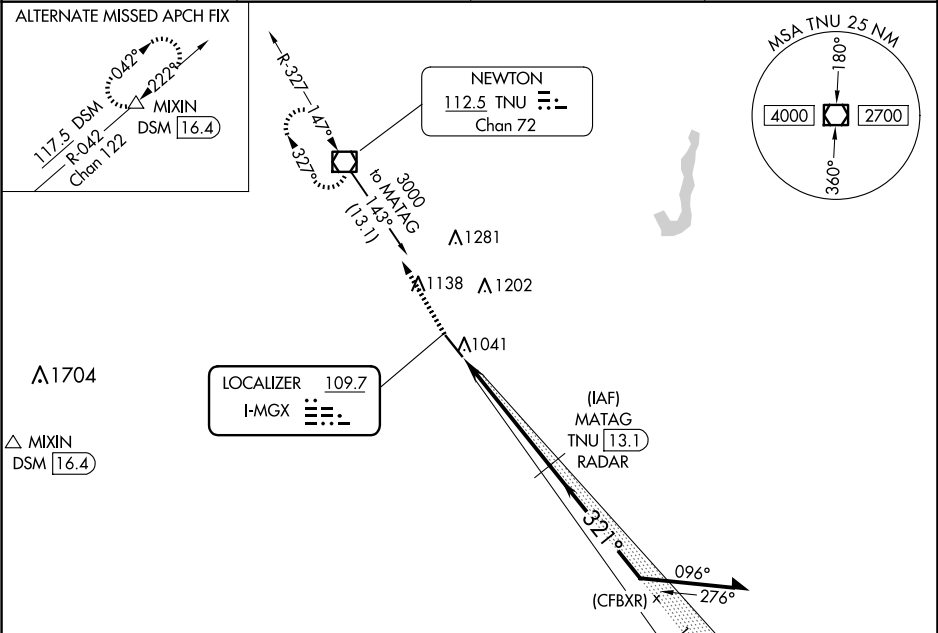 ALTERNATE MISSED APCH FIX
042°
222°
MIXIN
DSM 16.4
117.5 DSM
R-042
Chan 122
R-327
147°
327°
NEWTON
112.5 TNU
Chan 72
3000
to MATAG
143°
(13.1)
MSA TNU 25 NM
180°
4000
2700
360°
1281
1138
1202
1041
1704
LOCALIZER 109.7
I-MGX
MIXIN
DSM 16.4
(IAF)
MATAG
TNU 13.1
RADAR
321°
096°
276°
(CFBXR) x